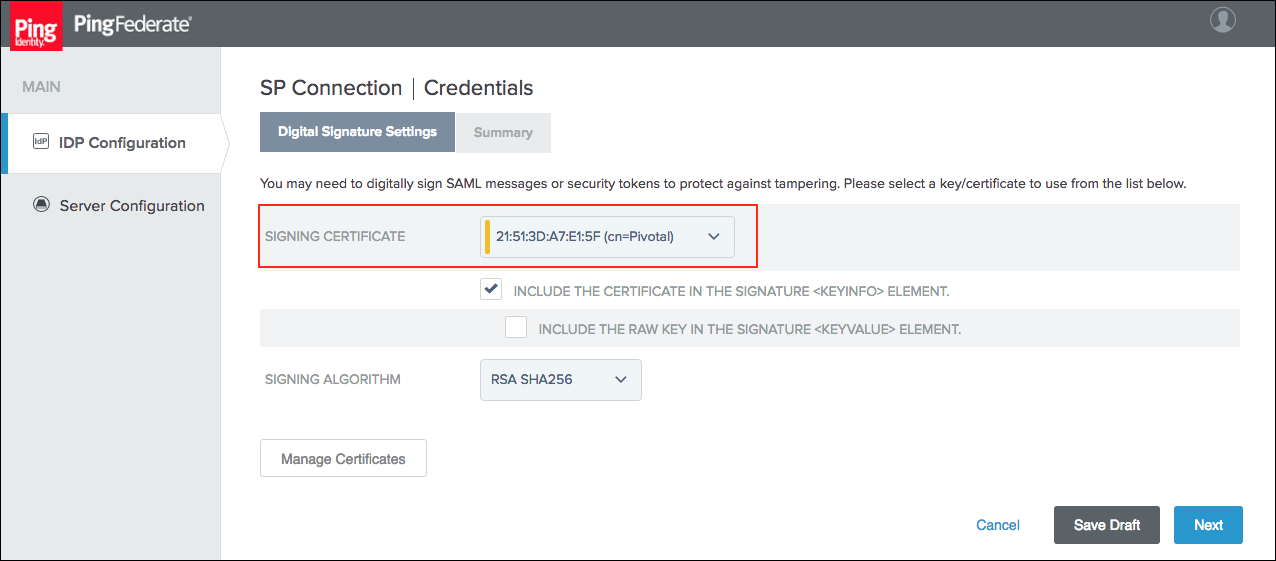 Ping
Identity.
PingFederate®
MAIN
IdP
IDP Configuration
Server Configuration
SP Connection | Credentials
Digital Signature Settings
Summary
You may need to digitally sign SAML messages or security tokens to protect against tampering. Please select a key/certificate to use from the list below.
SIGNING CERTIFICATE
21:51:3D:A7:E1:5F (cn=Pivotal)
INCLUDE THE CERTIFICATE IN THE SIGNATURE <KEYINFO> ELEMENT.
INCLUDE THE RAW KEY IN THE SIGNATURE <KEYVALUE> ELEMENT.
SIGNING ALGORITHM
RSA SHA256
Manage Certificates
Cancel
Save Draft
Next